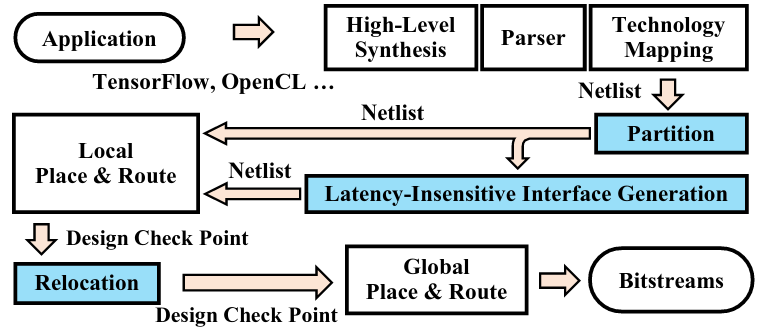 Application
High-Level
Synthesis
Parser
Technology
Mapping
TensorFlow, OpenCL …
Netlist
Netlist
Partition
Local
Place & Route
Netlist
Latency-Insensitive Interface Generation
Design Check Point
Relocation
Design Check Point
Global
Place & Route
Bitstreams